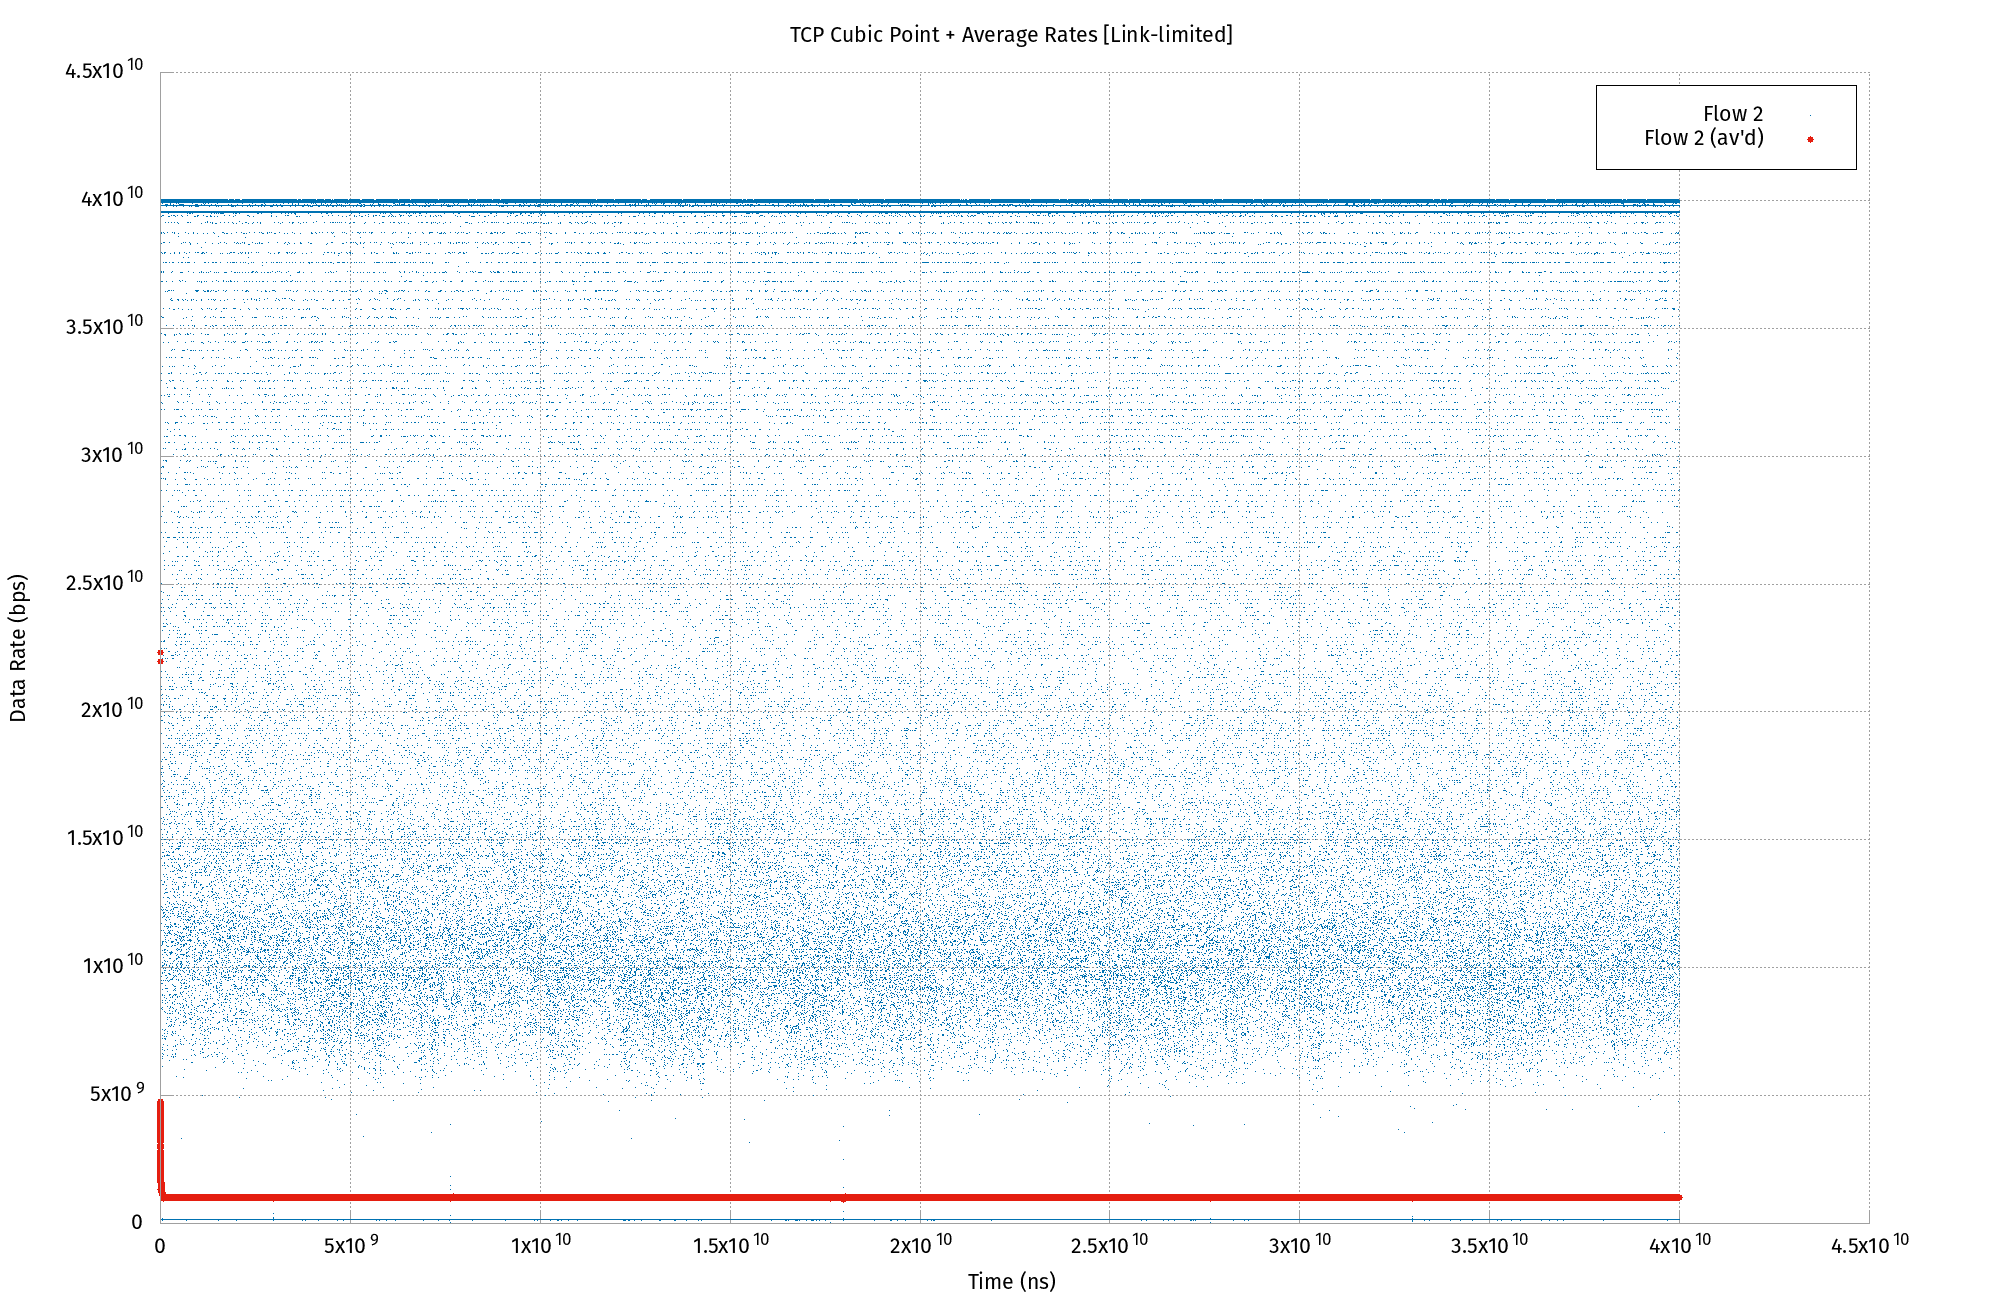 TCP Cubic Point + Average Rates [Link-limited]
4.5x10^10
4x10^10
3.5x10^10
3x10^10
2.5x10^10
2x10^10
1.5x10^10
1x10^10
5x10^9
0
Data Rate (bps)
Flow 2
Flow 2 (av'd)
0 5x10^9 1x10^10 1.5x10^10 2x10^10 2.5x10^10 3x10^10 3.5x10^10 4x10^10 4.5x10^10
Time (ns)